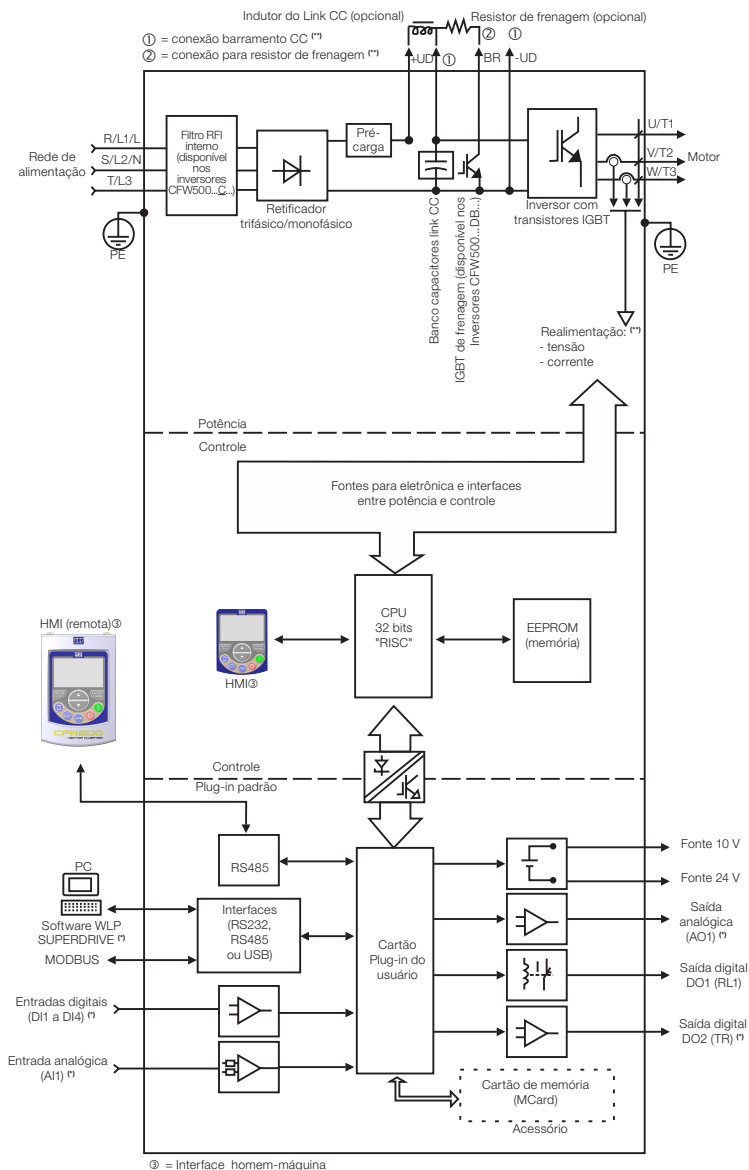 Indutor do Link CC (opcional)
Resistor de frenagem (opcional)
① = conexão barramento CC (**)
② = conexão para resistor de frenagem (**)
② ①
+UD ① BR -UD
R/L1/L
S/L2/N
T/L3
Rede de
alimentação
PE
Filtro RFI
interno
(disponível
nos
inversores
CFW500...C...)
Retificador
trifásico/monofásico
Pré-
carga
Banco capacitores link CC
IGBT de frenagem (disponível nos
Inversores CFW500...DB...)
Inversor com
transistores IGBT
U/T1
V/T2
W/T3
Motor
PE
Realimentação: (**)
- tensão
- corrente
Potência
Controle
Fontes para eletrônica e interfaces
entre potência e controle
CPU
32 bits
"RISC"
EEPROM
(memória)
HMI (remota)③
HMI③
CFW500
VECTOR INVERTER
Controle
Plug-in padrão
RS485
PC
Software WLP
SUPERDRIVE (*)
MODBUS
Interfaces
(RS232,
RS485
ou USB)
Entradas digitais
(DI1 a DI4) (*)
Entrada analógica
(AI1) (*)
Cartão
Plug-in do
usuário
Fonte 10 V
Fonte 24 V
Saída
analógica
(AO1) (*)
Saída digital
DO1 (RL1)
Saída digital
DO2 (TR) (*)
Cartão de memória
(MCard)
Acessório
③ = Interface homem-máquina